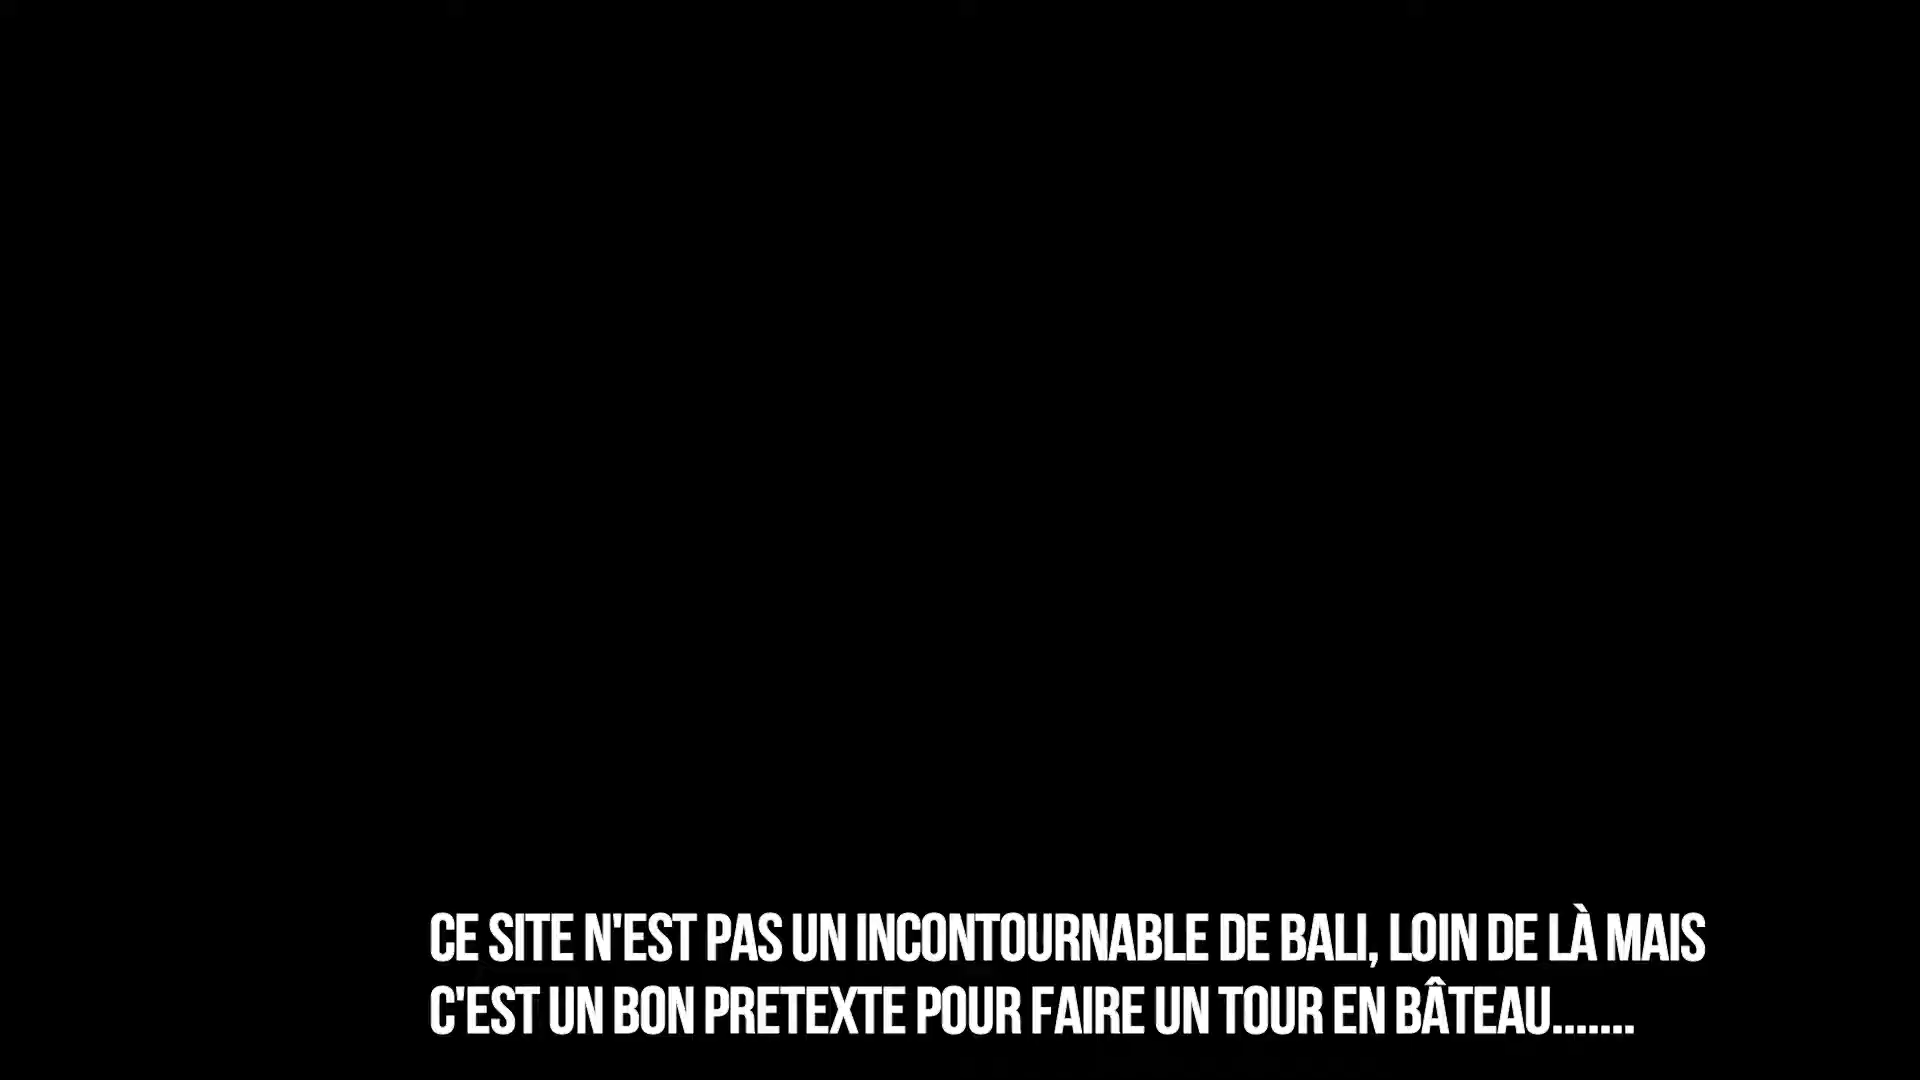 CE SITE N'EST PAS UN INCONTOURNABLE DE BALI, LOIN DE LÀ MAIS
C'EST UN BON PRETEXTE POUR FAIRE UN TOUR EN BÂTEAU.......